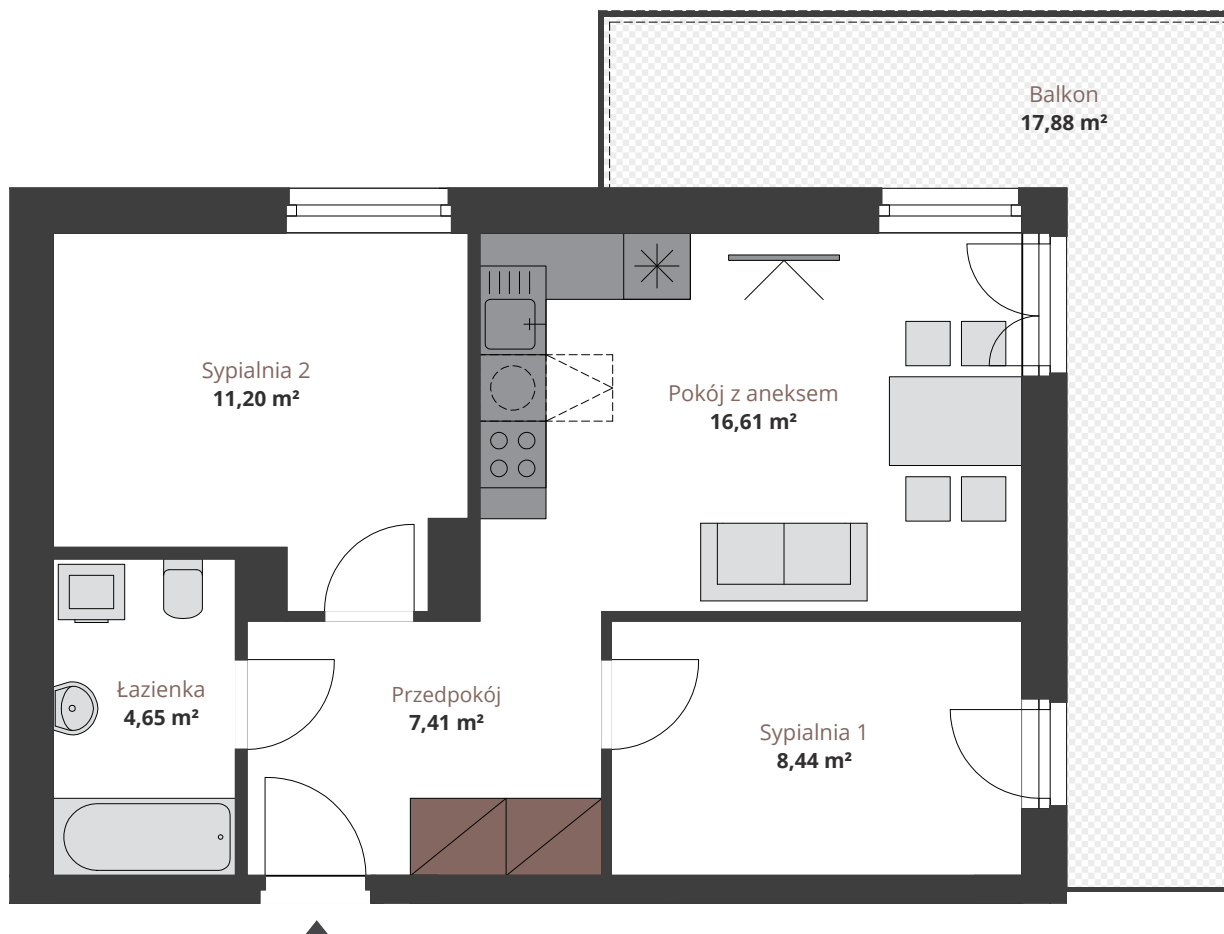 Balkon
17,88 m²
Sypialnia 2
11,20 m²
Pokój z aneksem
16,61 m²
Łazienka
4,65 m²
Przedpokój
7,41 m²
Sypialnia 1
8,44 m²